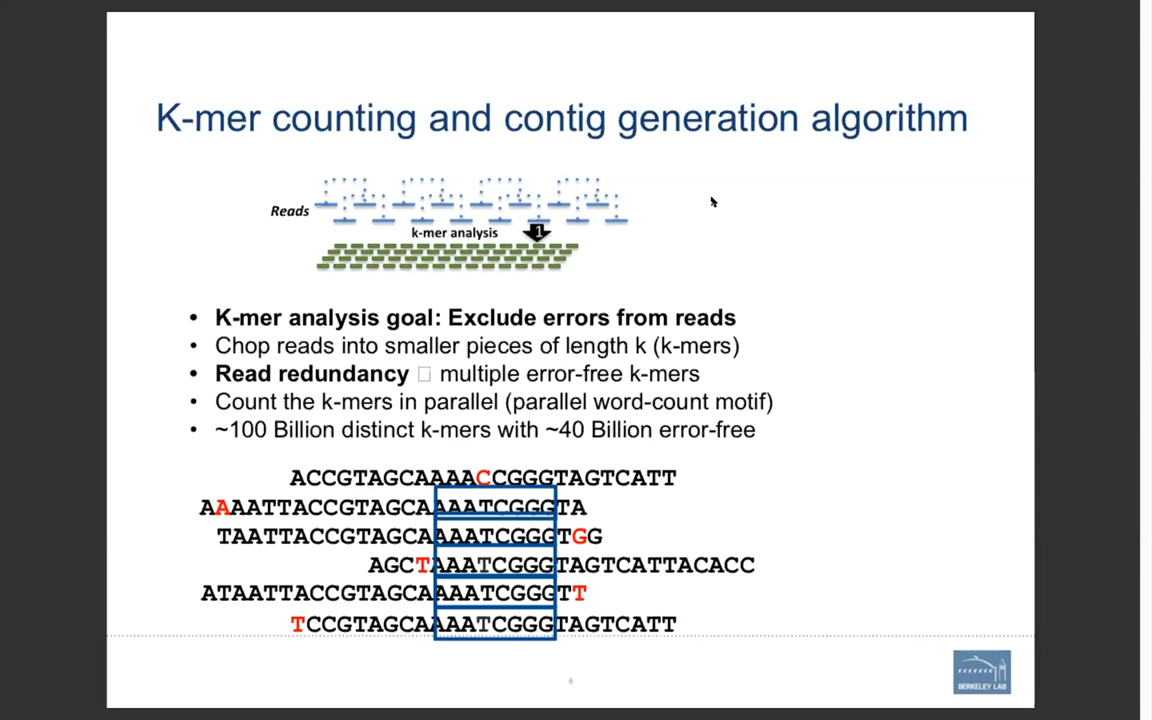 K-mer counting and contig generation algorithm
Reads
k-mer analysis
1
• K-mer analysis goal: Exclude errors from reads
• Chop reads into smaller pieces of length k (k-mers)
• Read redundancy □ multiple error-free k-mers
• Count the k-mers in parallel (parallel word-count motif)
• ~100 Billion distinct k-mers with ~40 Billion error-free
ACCGTAGCAAAACCGGGTAGTCATT
AAAATTACCGTAGCAAAATCGGGTA
TAATTACCGTAGCAAAATCGGGTGG
AGCTAAATCGGGTAGTCATTACACC
ATAATTACCGTAGCAAAATCGGGTT
TCCGTAGCAAAATCGGGTAGTCATT
BERKELEY LAB